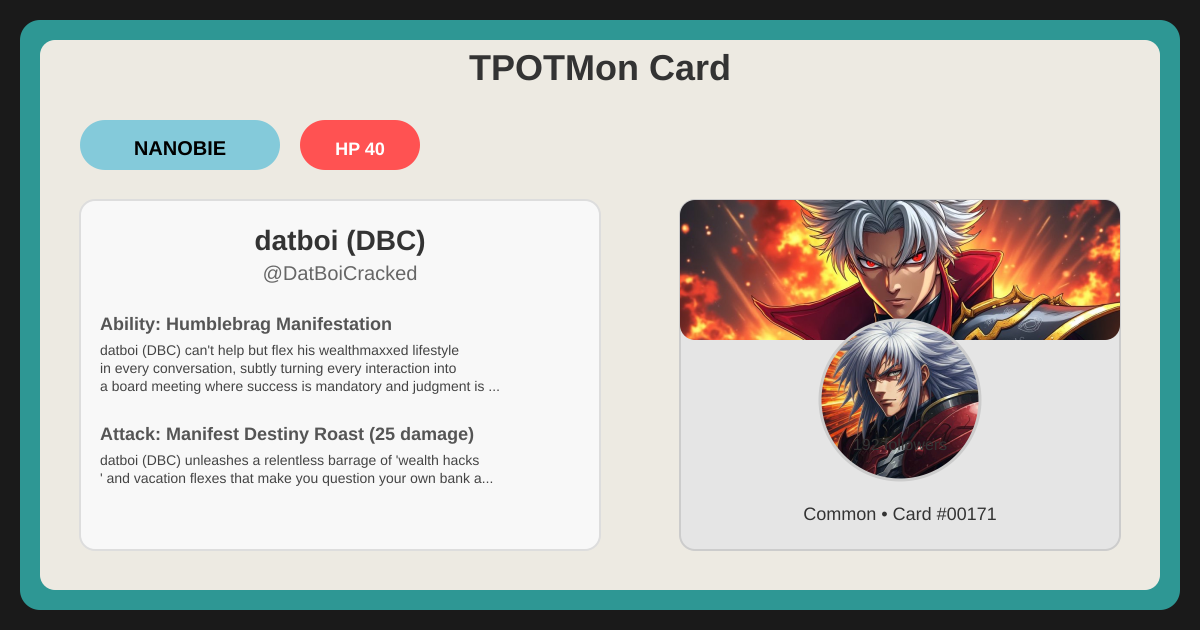 TPOTMon Card
NANOBIE
HP 40
datboi (DBC)
@DatBoiCracked
Ability: Humblebrag Manifestation
datboi (DBC) can't help but flex his wealthmaxxed lifestyle
in every conversation, subtly turning every interaction into
a board meeting where success is mandatory and judgment is ...
Attack: Manifest Destiny Roast (25 damage)
datboi (DBC) unleashes a relentless barrage of 'wealth hacks
' and vacation flexes that make you question your own bank a...
followers
Common • Card #00171